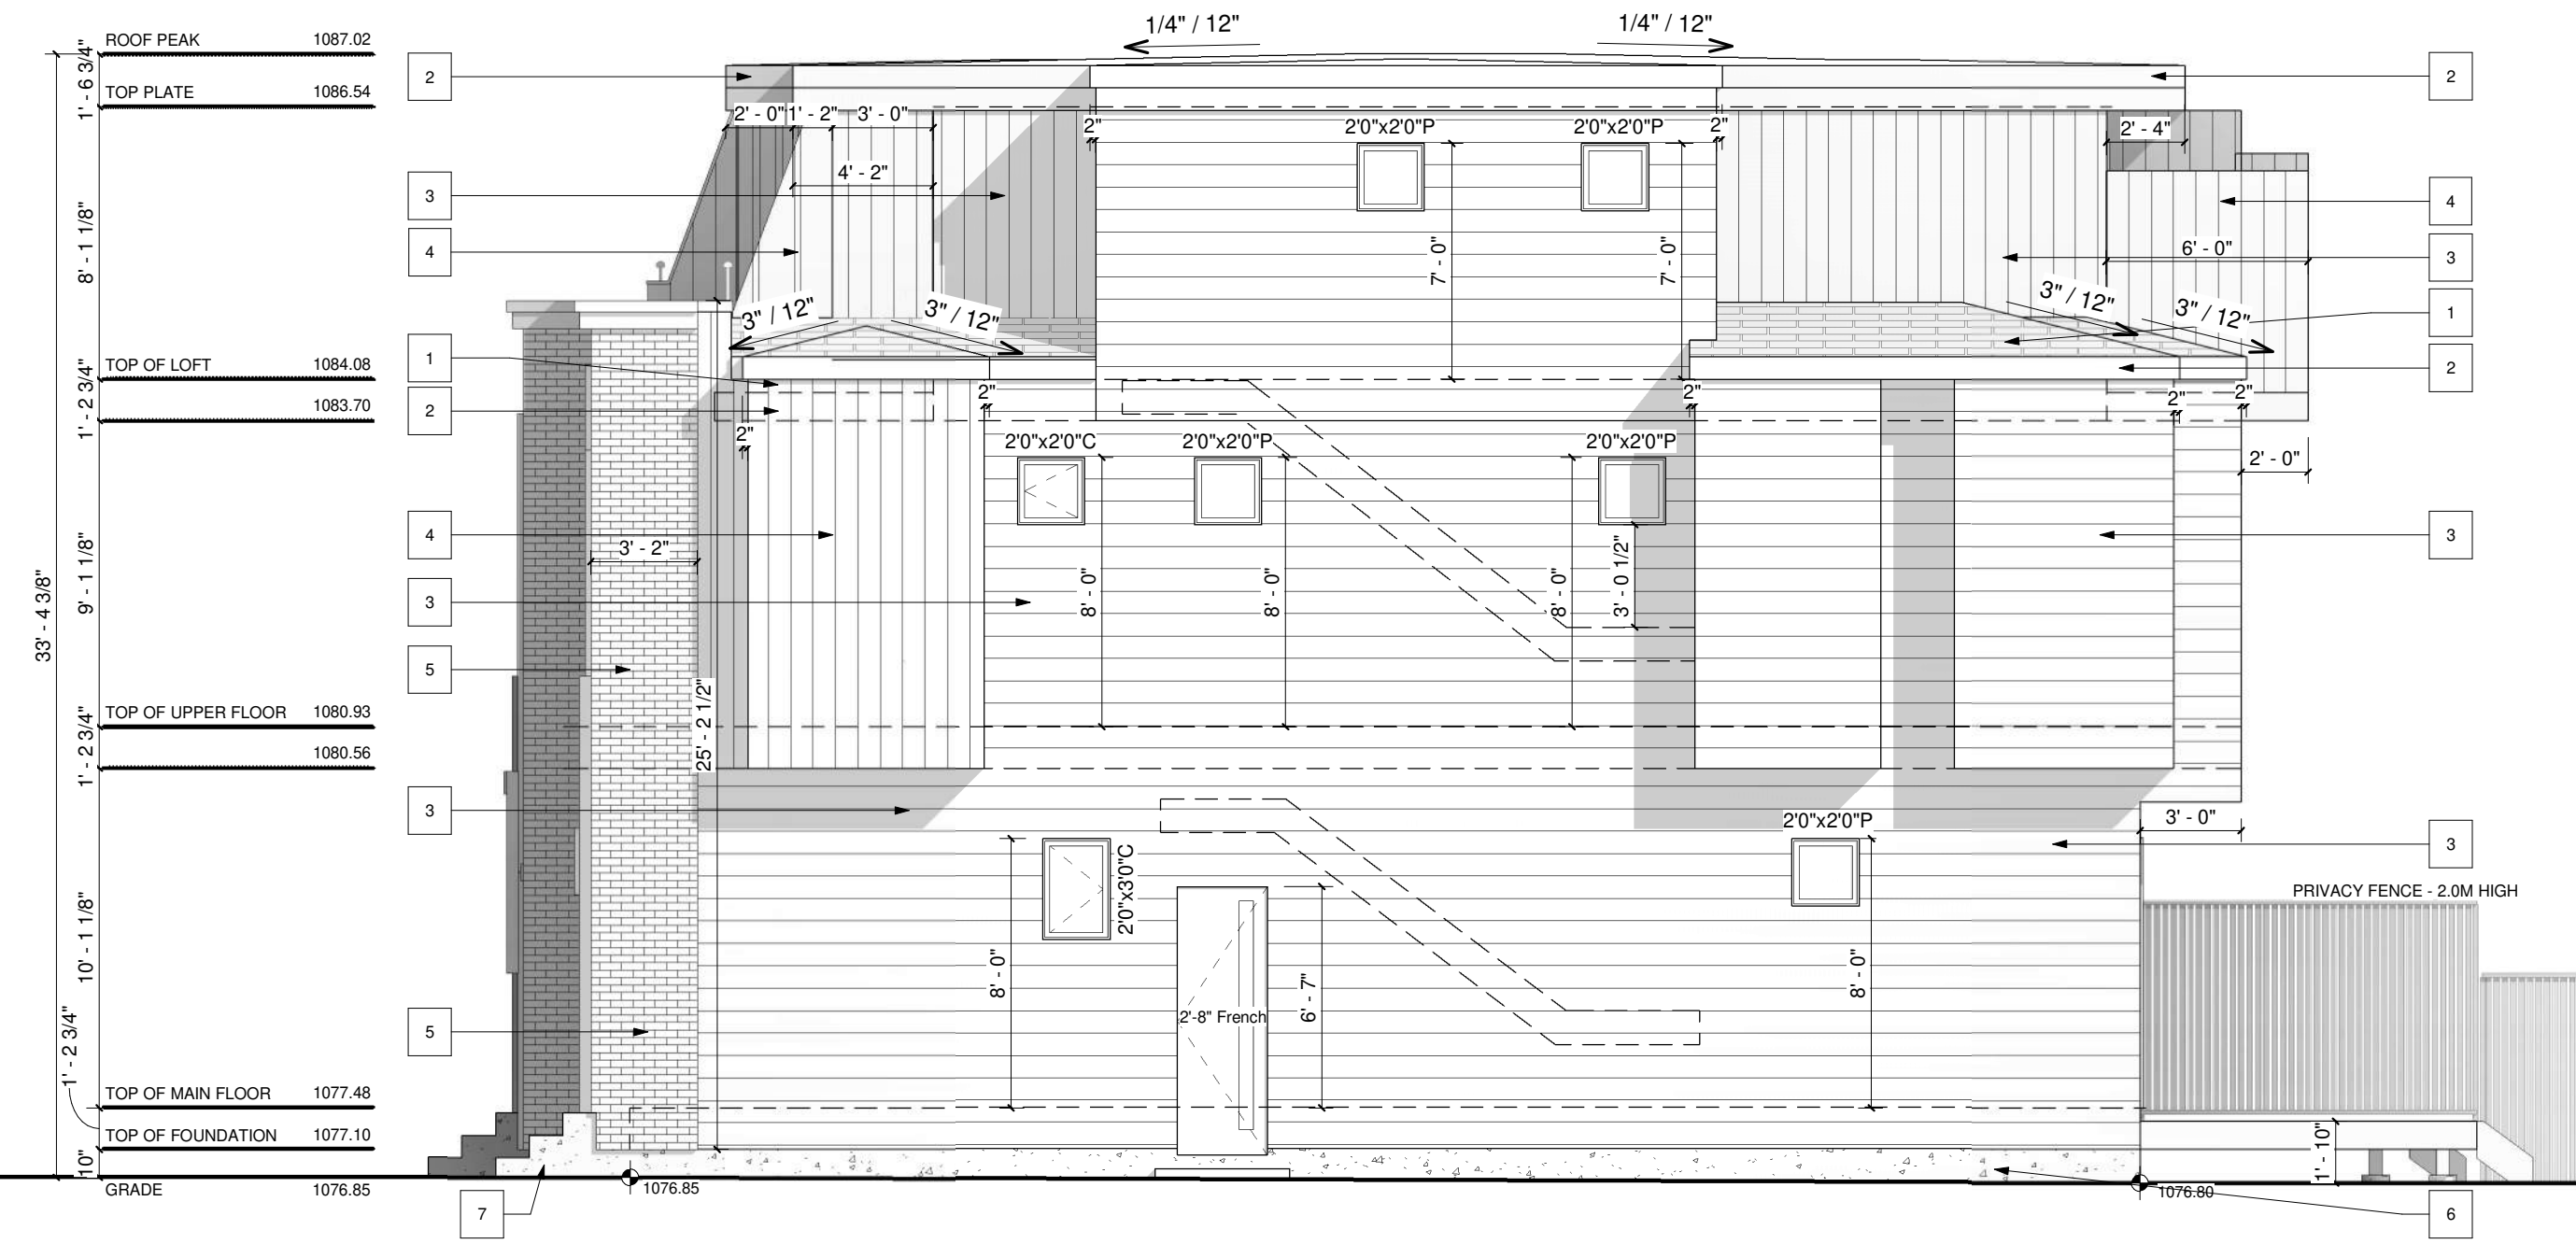 1/4" / 12"
1/4" / 12"
ROOF PEAK 1087.02
1' - 6 3/4"
2
2
TOP PLATE 1086.54
2' - 0"
1' - 2"
3' - 0"
2"
2'0"x2'0"P
2'0"x2'0"P
2"
2' - 4"
4' - 2"
3
4
8' - 1 1/8"
4
7' - 0"
7' - 0"
6' - 0"
3
3" / 12"
3" / 12"
3" / 12"
3" / 12"
1
1
TOP OF LOFT 1084.08
2
1' - 2 3/4"
1083.70
2
2"
2"
2"
2"
2"
2'0"x2'0"C
2'0"x2'0"P
2'0"x2'0"P
2' - 0"
4
3' - 2"
3
9' - 1 1/8"
33' - 4 3/8"
3
8' - 0"
8' - 0"
8' - 0"
3' - 0 1/2"
5
TOP OF UPPER FLOOR 1080.93
25' - 2 1/2"
1' - 2 3/4"
1080.56
3
2'0"x2'0"P
3' - 0"
3
2'0"x3'0"C
PRIVACY FENCE - 2.0M HIGH
10' - 1 1/8"
8' - 0"
6' - 7"
8' - 0"
2'-8" French
5
1' - 2 3/4"
TOP OF MAIN FLOOR 1077.48
TOP OF FOUNDATION 1077.10
10"
1' - 10"
GRADE 1076.85
1076.85
1076.80
7
6